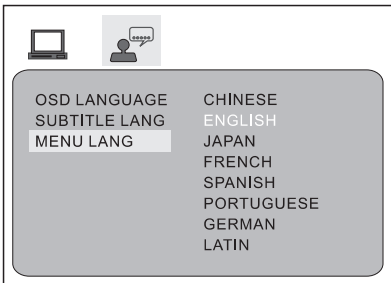 OSD LANGUAGE
SUBTITLE LANG
MENU LANG
CHINESE
ENGLISH
JAPAN
FRENCH
SPANISH
PORTUGUESE
GERMAN
LATIN